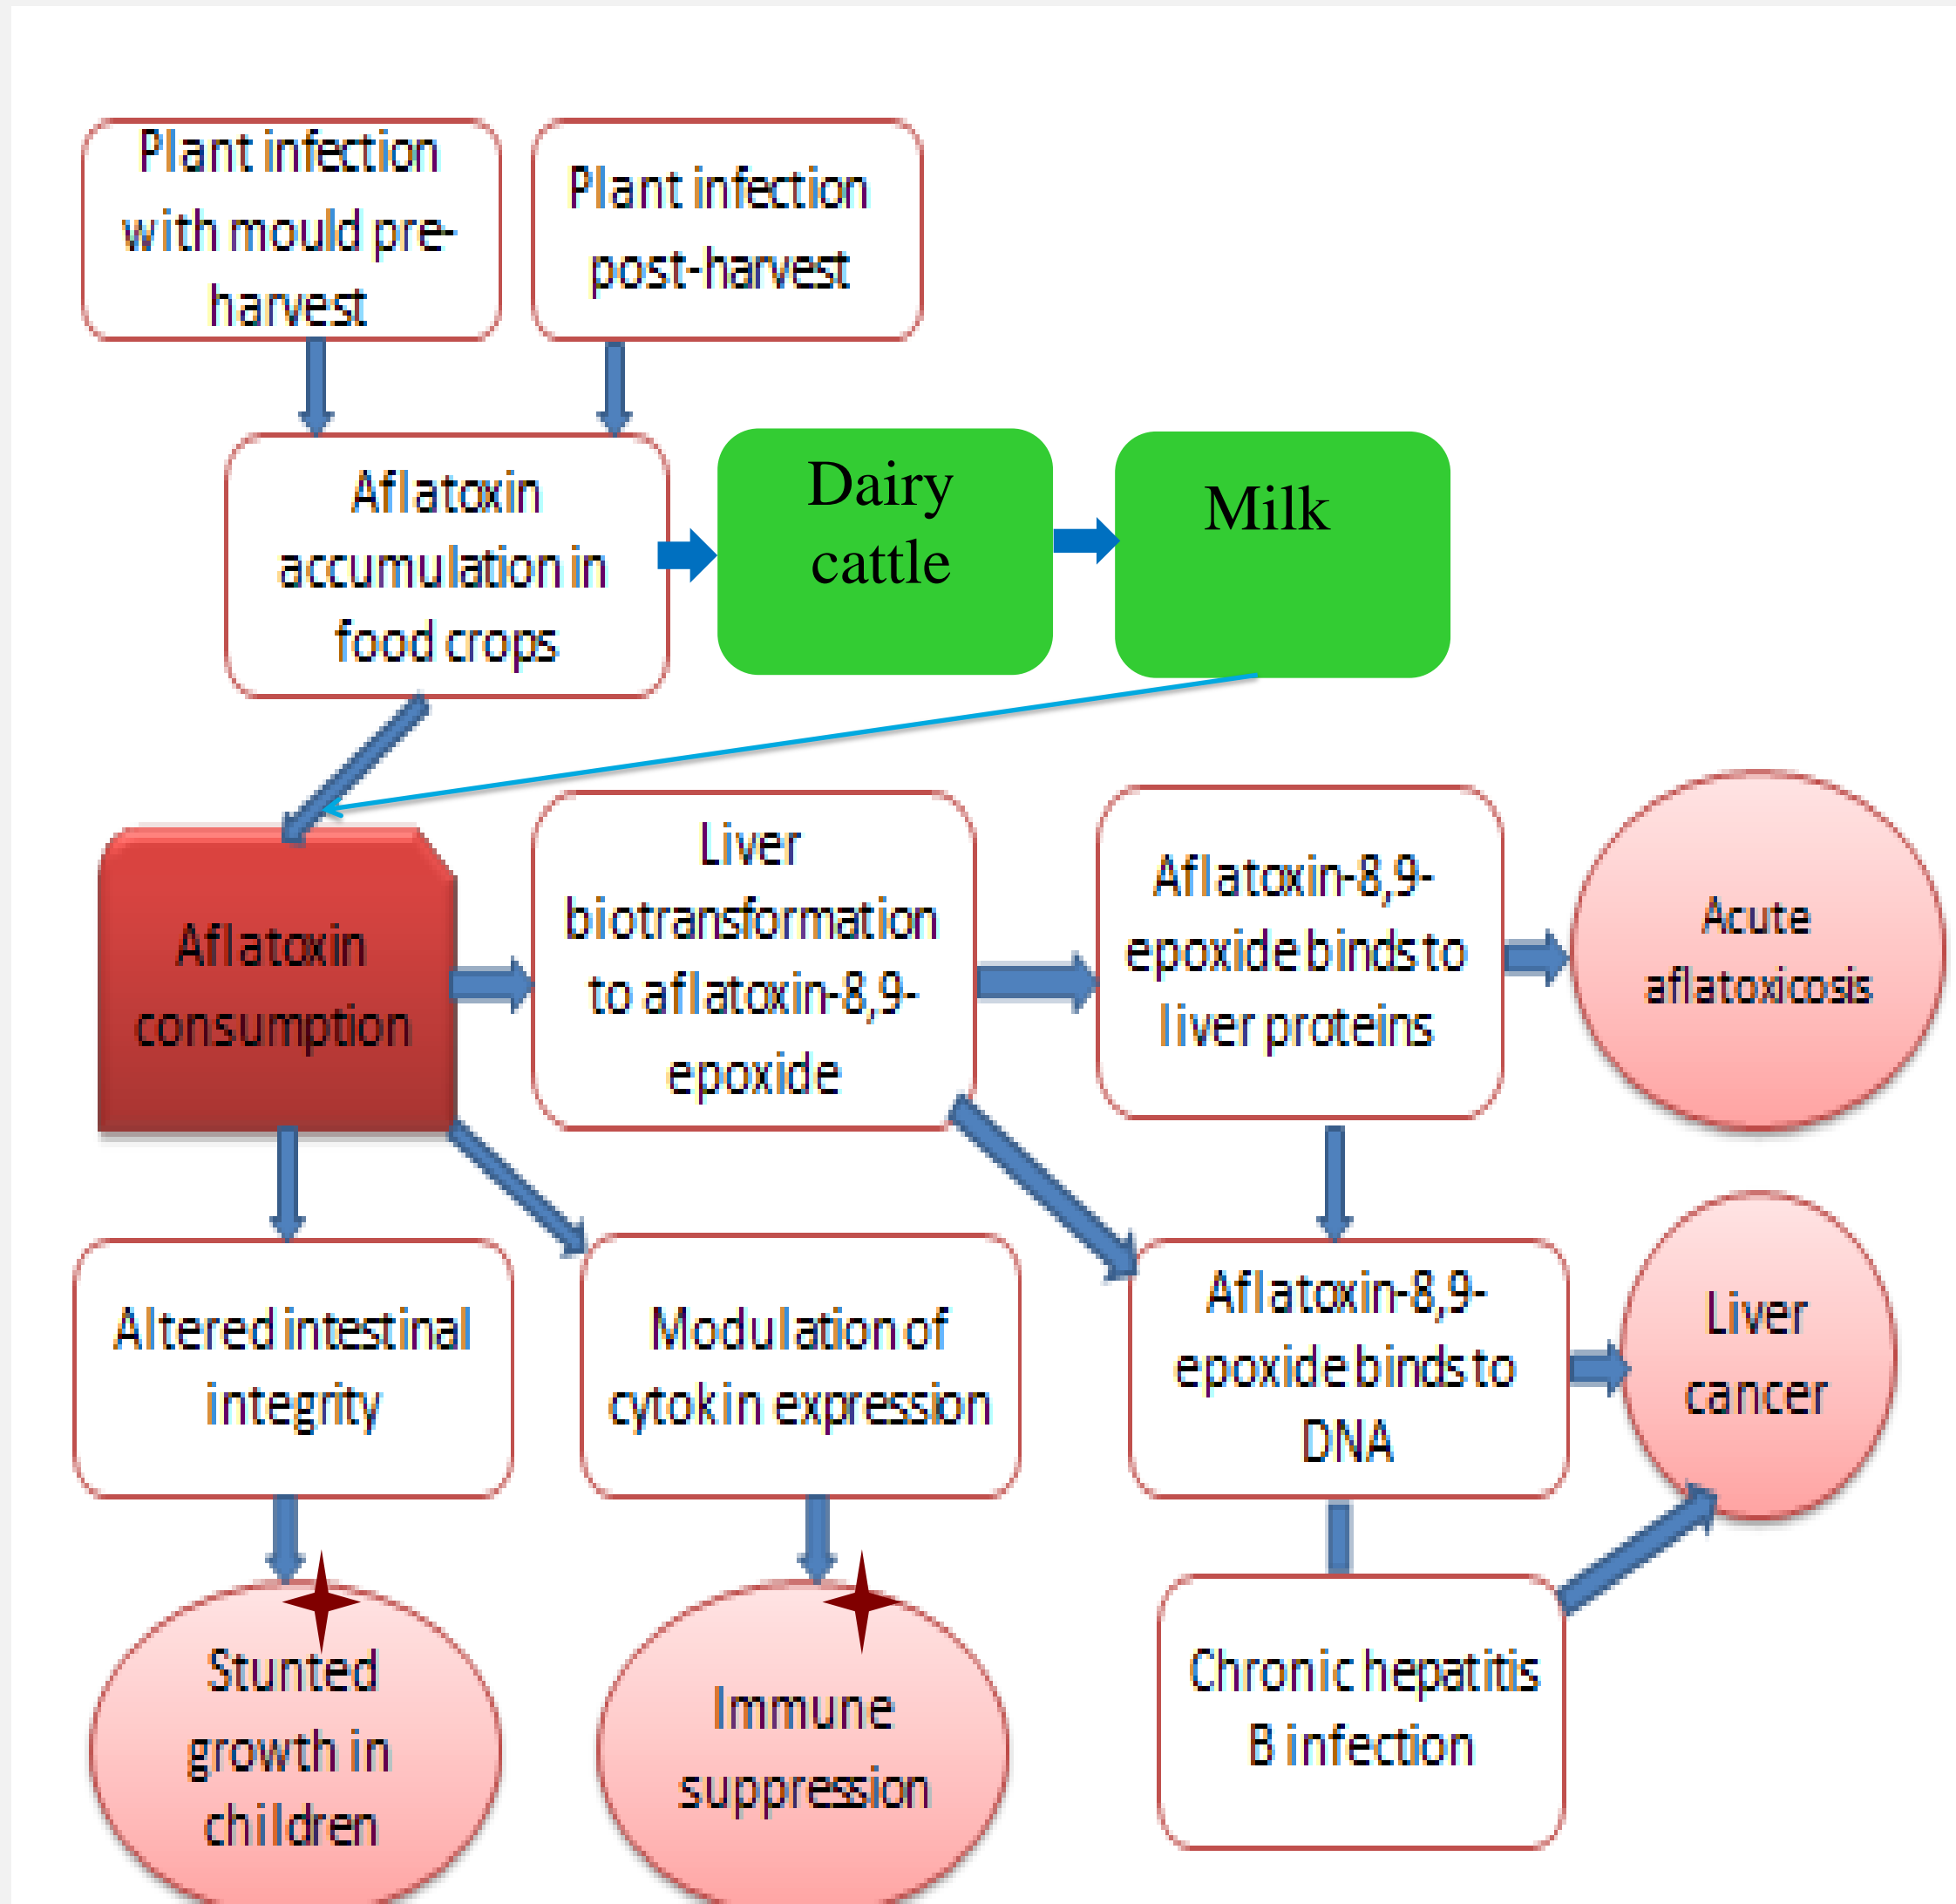 Plant infection
with mould pre-
harvest
Plant infection
post-harvest
Aflatoxin
accumulation in
food crops
Dairy
cattle
Milk
Aflatoxin
consumption
Liver
biotransformation
to aflatoxin-8,9-
epoxide
Aflatoxin-8,9-
epoxide binds to
liver proteins
Acute
aflatoxicosis
Altered intestinal
integrity
Modulation of
cytokin expression
Aflatoxin-8,9-
epoxide binds to
DNA
Liver
cancer
Stunted
growth in
children
Immune
suppression
Chronic hepatitis
B infection